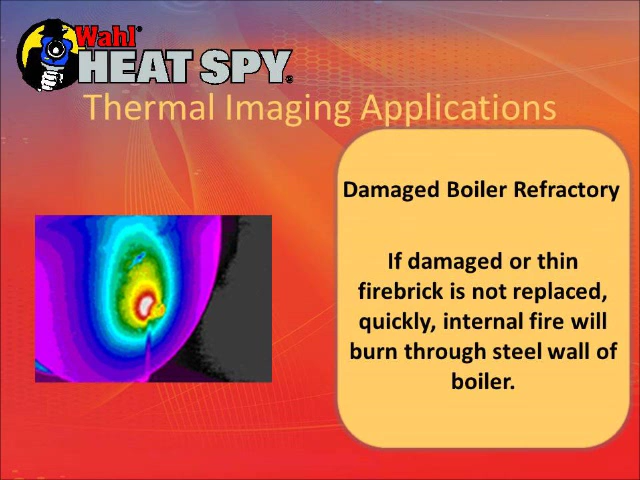 Wahl®
HEAT SPY®
Thermal Imaging Applications
Damaged Boiler Refractory
If damaged or thin
firebrick is not replaced,
quickly, internal fire will
burn through steel wall of
boiler.